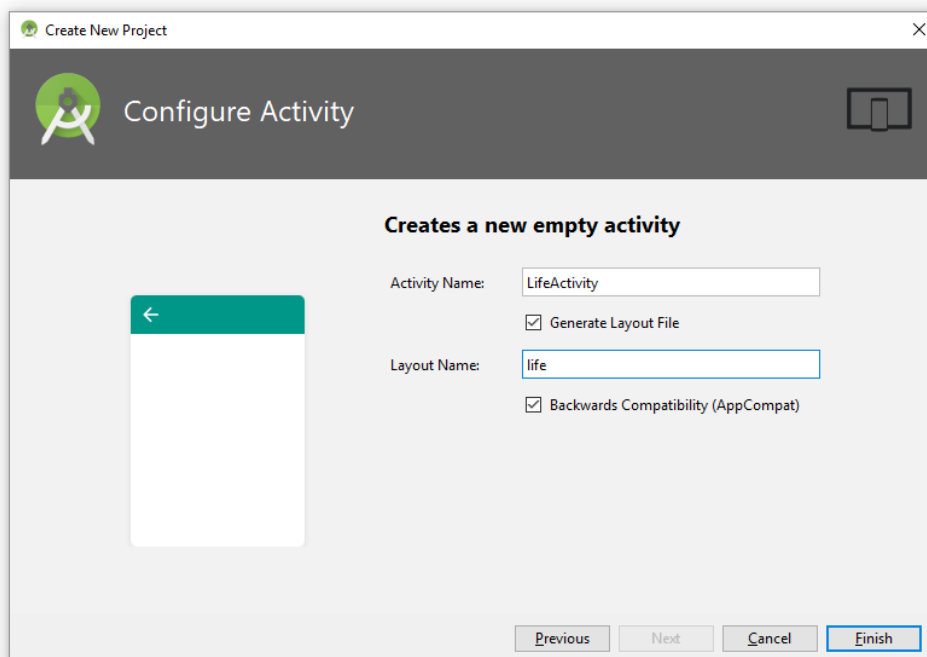 Create New Project
Configure Activity
Creates a new empty activity
Activity Name: LifeActivity
Generate Layout File
Layout Name: life
Backwards Compatibility (AppCompat)
Previous Next Cancel Finish